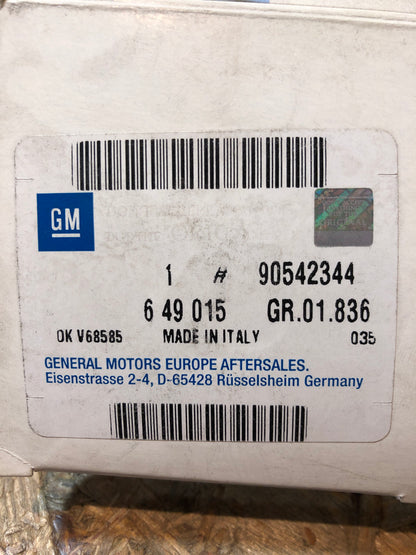 GM
1 # 90542344
6 49 015 GR.01.836
OK V68585 MADE IN ITALY 035
GENERAL MOTORS EUROPE AFTERSALES.
Eisenstrasse 2-4, D-65428 Rüsselsheim Germany